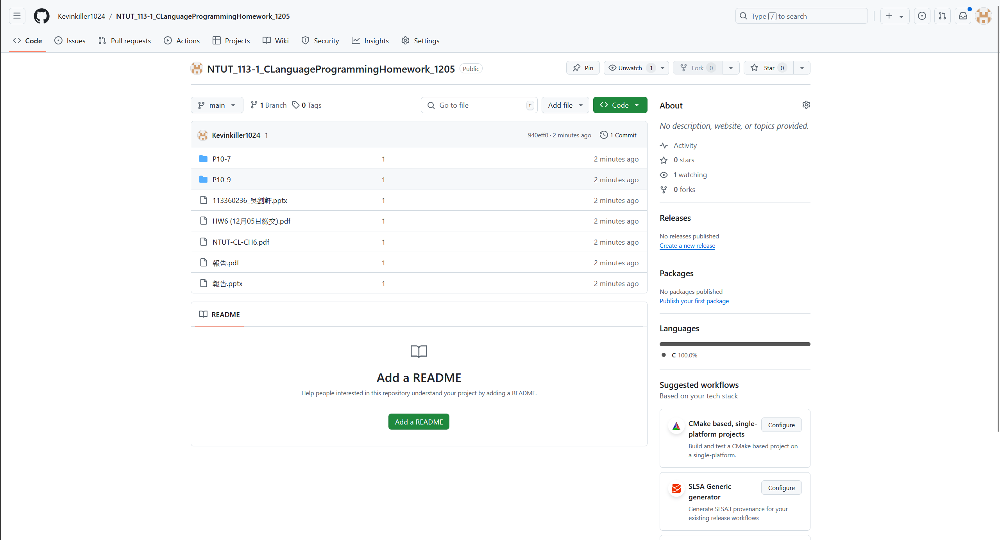 Kevinkiller1024 / NTUT_113-1_CLanguageProgrammingHomework_1205
Type / to search
Code Issues Pull requests Actions Projects Wiki Security Insights Settings
NTUT_113-1_CLanguageProgrammingHomework_1205 Public
Pin Unwatch 1 Fork 0 Star 0
main 1 Branch 0 Tags Go to file t Add file Code
Kevinkiller1024 1 940eff0 · 2 minutes ago 1 Commit
P10-7 1 2 minutes ago
P10-9 1 2 minutes ago
113360236_吳劉軒.pptx 1 2 minutes ago
HW6 (12月05日繳交).pdf 1 2 minutes ago
NTUT-CL-CH6.pdf 1 2 minutes ago
報告.pdf 1 2 minutes ago
報告.pptx 1 2 minutes ago
README
Add a README
Help people interested in this repository understand your project by adding a README.
Add a README
About
No description, website, or topics provided.
Activity
0 stars
1 watching
0 forks
Releases
No releases published
Create a new release
Packages
No packages published
Publish your first package
Languages
C 100.0%
Suggested workflows
Based on your tech stack
CMake based, single-
platform projects
Configure
Build and test a CMake based project on
a single-platform.
SLSA Generic
generator
Configure
Generate SLSA3 provenance for your
existing release workflows